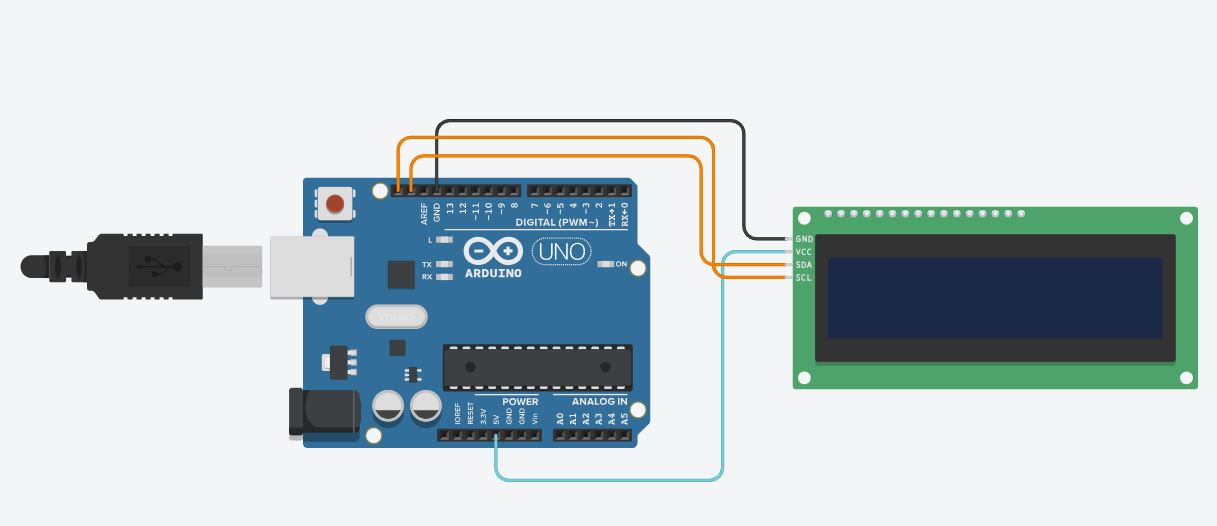 AREF
GND
13
12
~11
~10
~9
8
7
~6
~5
4
~3
2
TX→1
RX←0
DIGITAL (PWM~)
L
TX
RX
ARDUINO
UNO
ON
GND
VCC
SDA
SCL
POWER
ANALOG IN
IOREF
RESET
3.3V
5V
GND
GND
Vin
A0
A1
A2
A3
A4
A5